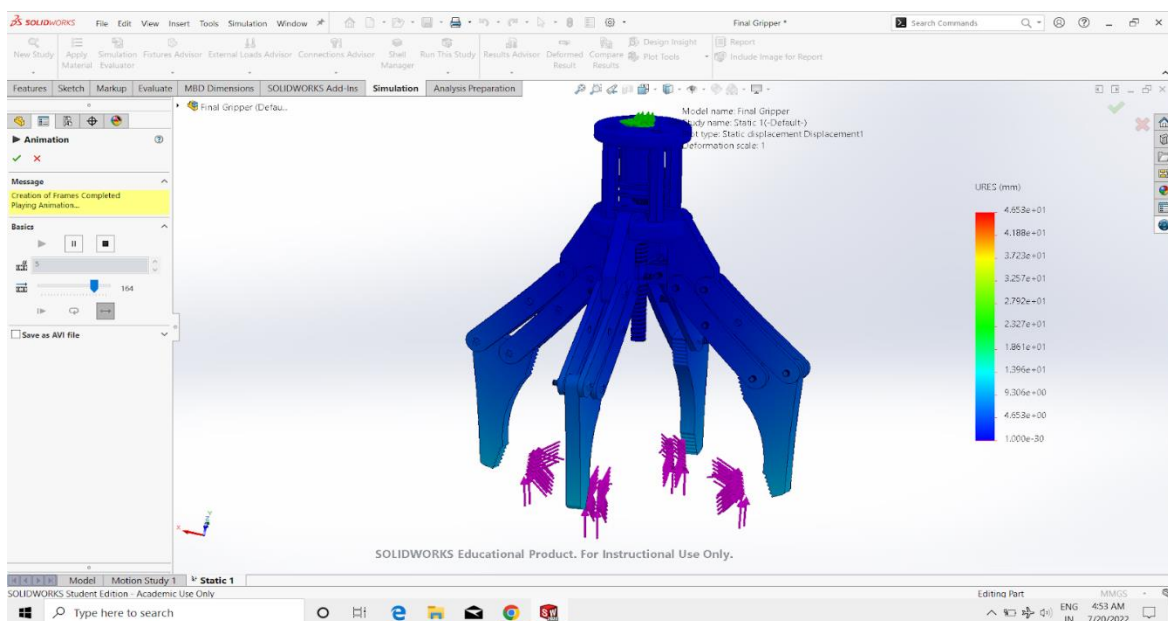 SOLIDWORKS File Edit View Insert Tools Simulation Window Final Gripper * Search Commands
New Study Apply Material Simulation Evaluator Fixtures Advisor External Loads Advisor Connections Advisor Shell Manager Run This Study Results Advisor Deformed Result Compare Results Design Insight Plot Tools Report Include Image for Report
Features Sketch Markup Evaluate MBD Dimensions SOLIDWORKS Add-Ins Simulation Analysis Preparation
Final Gripper (Defau...
Animation
Message
Creation of Frames Completed
Playing Animation...
Basics
5
164
Save as AVI file
Model name: Final Gripper
Study name: Static 1(-Default-)
Plot type: Static displacement Displacement1
Deformation scale: 1
URES (mm)
4.653e+01
4.188e+01
3.723e+01
3.257e+01
2.792e+01
2.327e+01
1.861e+01
1.396e+01
9.306e+00
4.653e+00
1.000e-30
SOLIDWORKS Educational Product. For Instructional Use Only.
Model Motion Study 1 Static 1
SOLIDWORKS Student Edition - Academic Use Only Editing Part MMGS
Type here to search ENG 4:53 AM
IN 7/20/2022